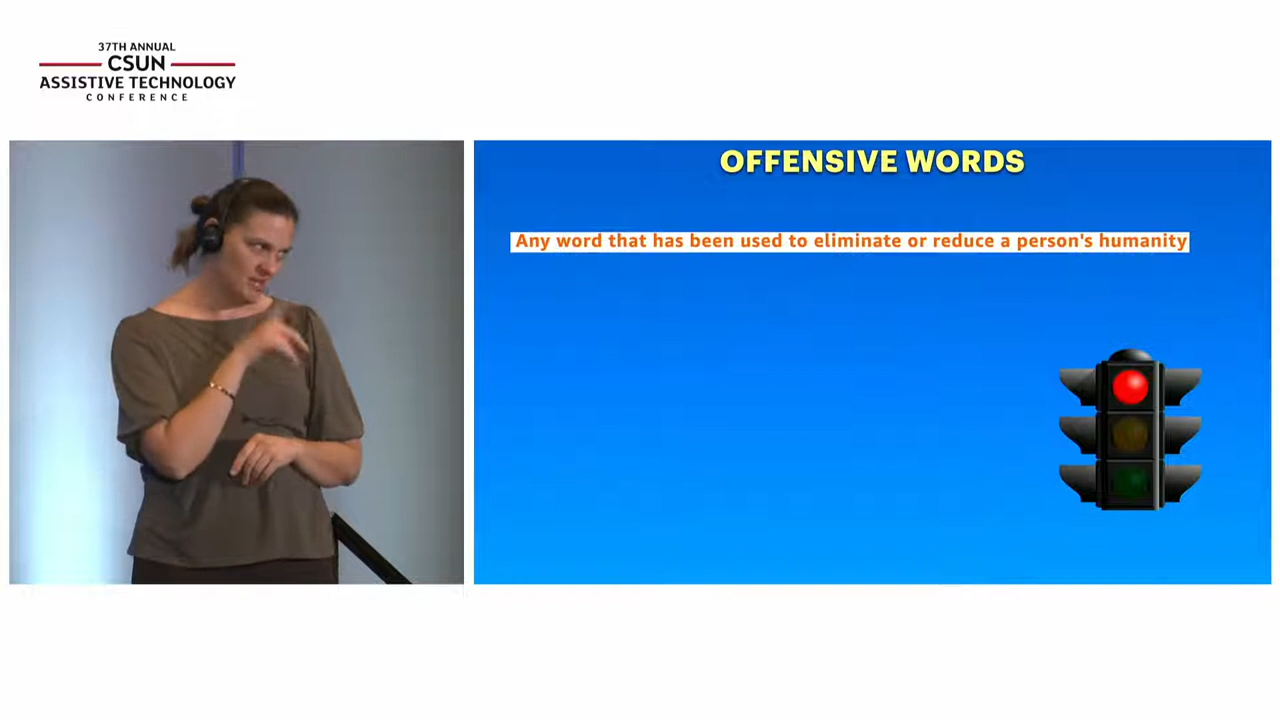 37TH ANNUAL
CSUN
ASSISTIVE TECHNOLOGY
CONFERENCE
OFFENSIVE WORDS
Any word that has been used to eliminate or reduce a person's humanity